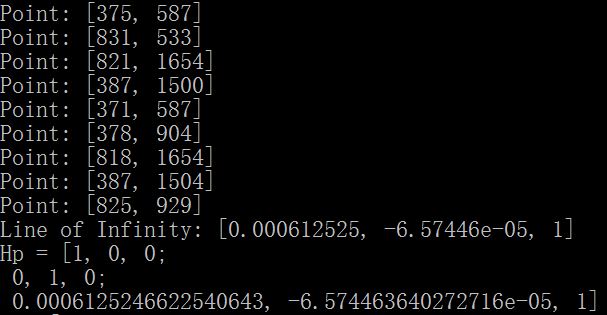 Point: [375, 587]
Point: [831, 533]
Point: [821, 1654]
Point: [387, 1500]
Point: [371, 587]
Point: [378, 904]
Point: [818, 1654]
Point: [387, 1504]
Point: [825, 929]
Line of Infinity: [0.000612525, -6.57446e-05, 1]
Hp = [1, 0, 0;
 0, 1, 0;
 0.0006125246622540643, -6.574463640272716e-05, 1]